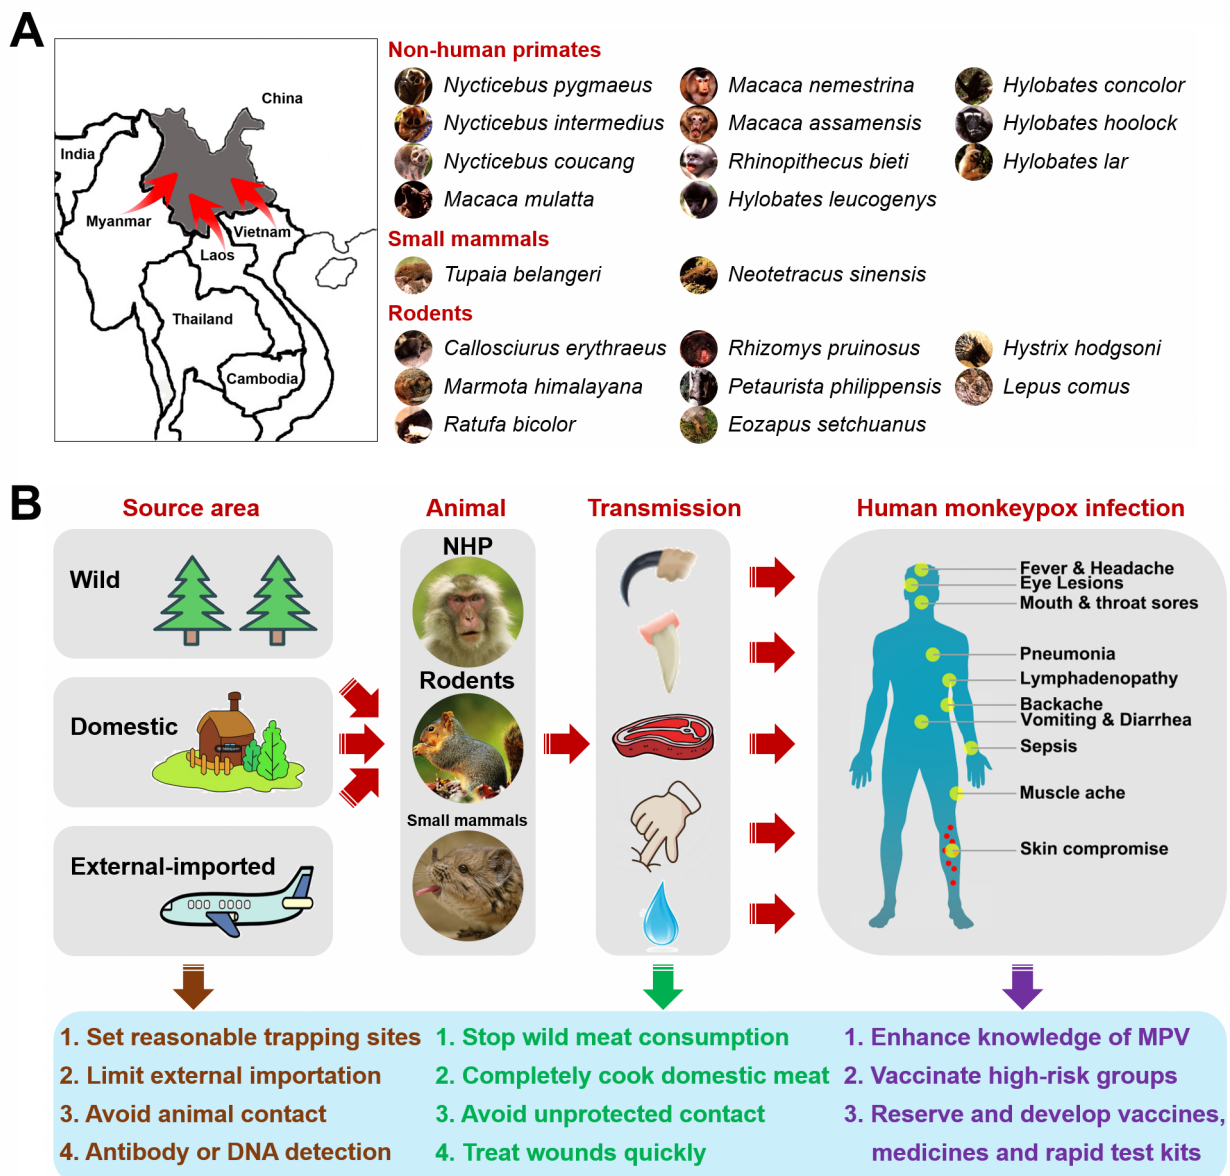 A
China
India
Myanmar
Vietnam
Laos
Thailand
Cambodia
Non-human primates
Nycticebus pygmaeus
Macaca nemestrina
Hylobates concolor
Nycticebus intermedius
Macaca assamensis
Hylobates hoolock
Nycticebus coucang
Rhinopithecus bieti
Hylobates lar
Macaca mulatta
Hylobates leucogenys
Small mammals
Tupaia belangeri
Neotetracus sinensis
Rodents
Callosciurus erythraeus
Rhizomys pruinosus
Hystrix hodgsoni
Marmota himalayana
Petaurista philippensis
Lepus comus
Ratufa bicolor
Eozapus setchuanus
B
Source area
Animal
Transmission
Human monkeypox infection
Wild
Domestic
External-imported
NHP
Rodents
Small mammals
Fever & Headache
Eye Lesions
Mouth & throat sores
Pneumonia
Lymphadenopathy
Backache
Vomiting & Diarrhea
Sepsis
Muscle ache
Skin compromise
1. Set reasonable trapping sites
2. Limit external importation
3. Avoid animal contact
4. Antibody or DNA detection
1. Stop wild meat consumption
2. Completely cook domestic meat
3. Avoid unprotected contact
4. Treat wounds quickly
1. Enhance knowledge of MPV
2. Vaccinate high-risk groups
3. Reserve and develop vaccines,
medicines and rapid test kits